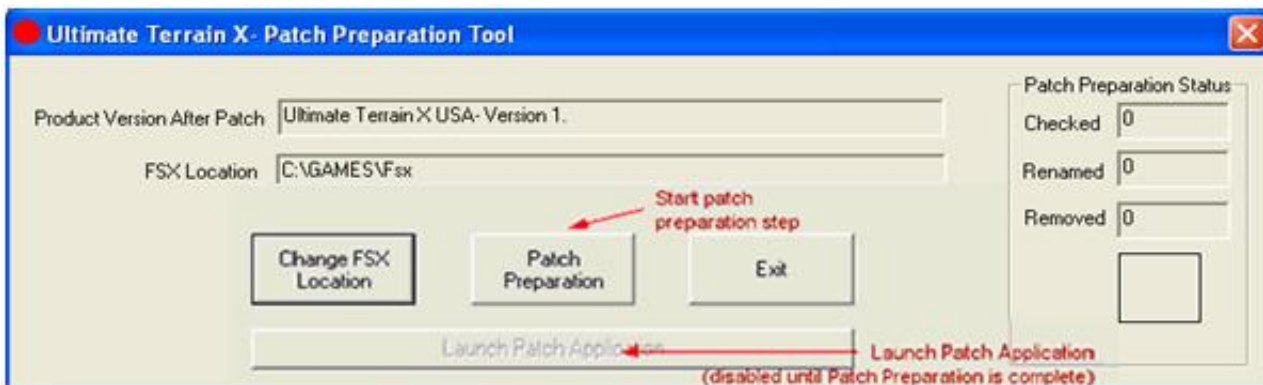 Ultimate Terrain X- Patch Preparation Tool
Product Version After Patch
Ultimate Terrain X USA- Version 1.
FSX Location
C:\GAMES\Fsx
Patch Preparation Status
Checked 0
Renamed 0
Removed 0
Start patch
preparation step
Change FSX
Location
Patch
Preparation
Exit
Launch Patch Application
Launch Patch Application
(disabled until Patch Preparation is complete)